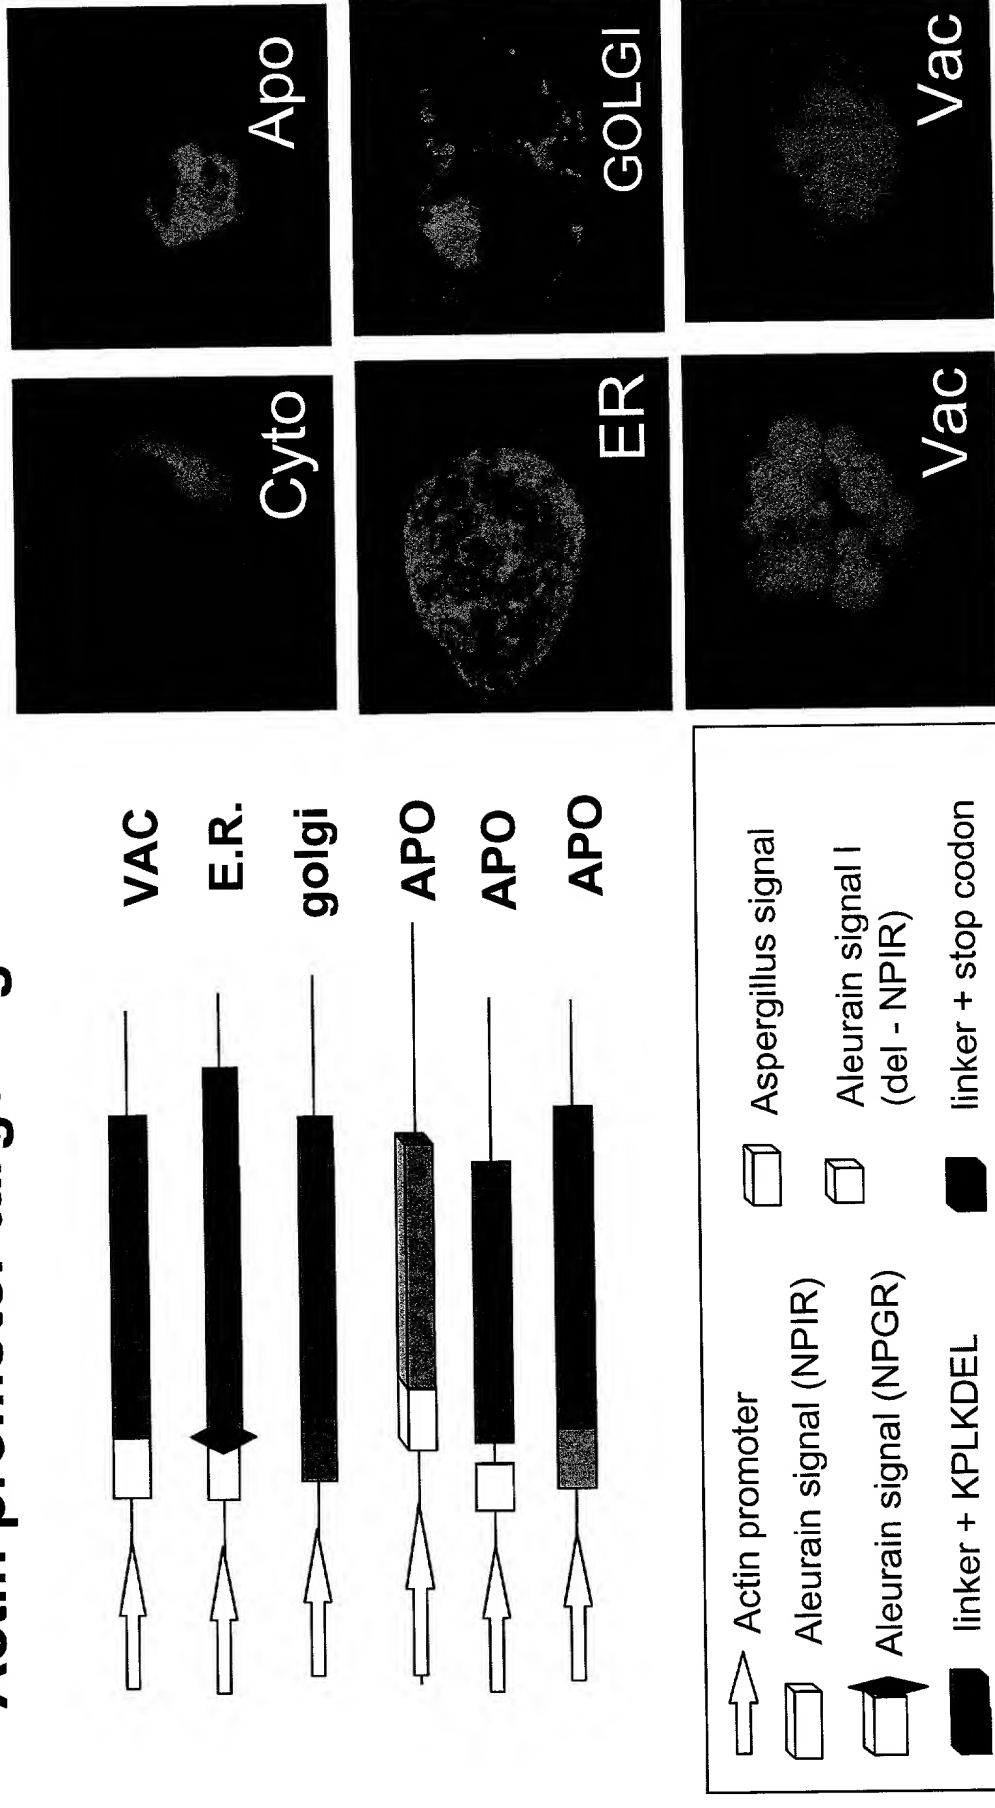 VAC
E.R.
golgi
APO
APO
APO
Cyto
Apo
ER
GOLGI
Vac
Vac
Actin promoter
Aleurain signal (NPIR)
Aleurain signal (NPGR)
linker + KPLKDEL
Aspergillus signal
Aleurain signal I
(del - NPIR)
linker + stop codon